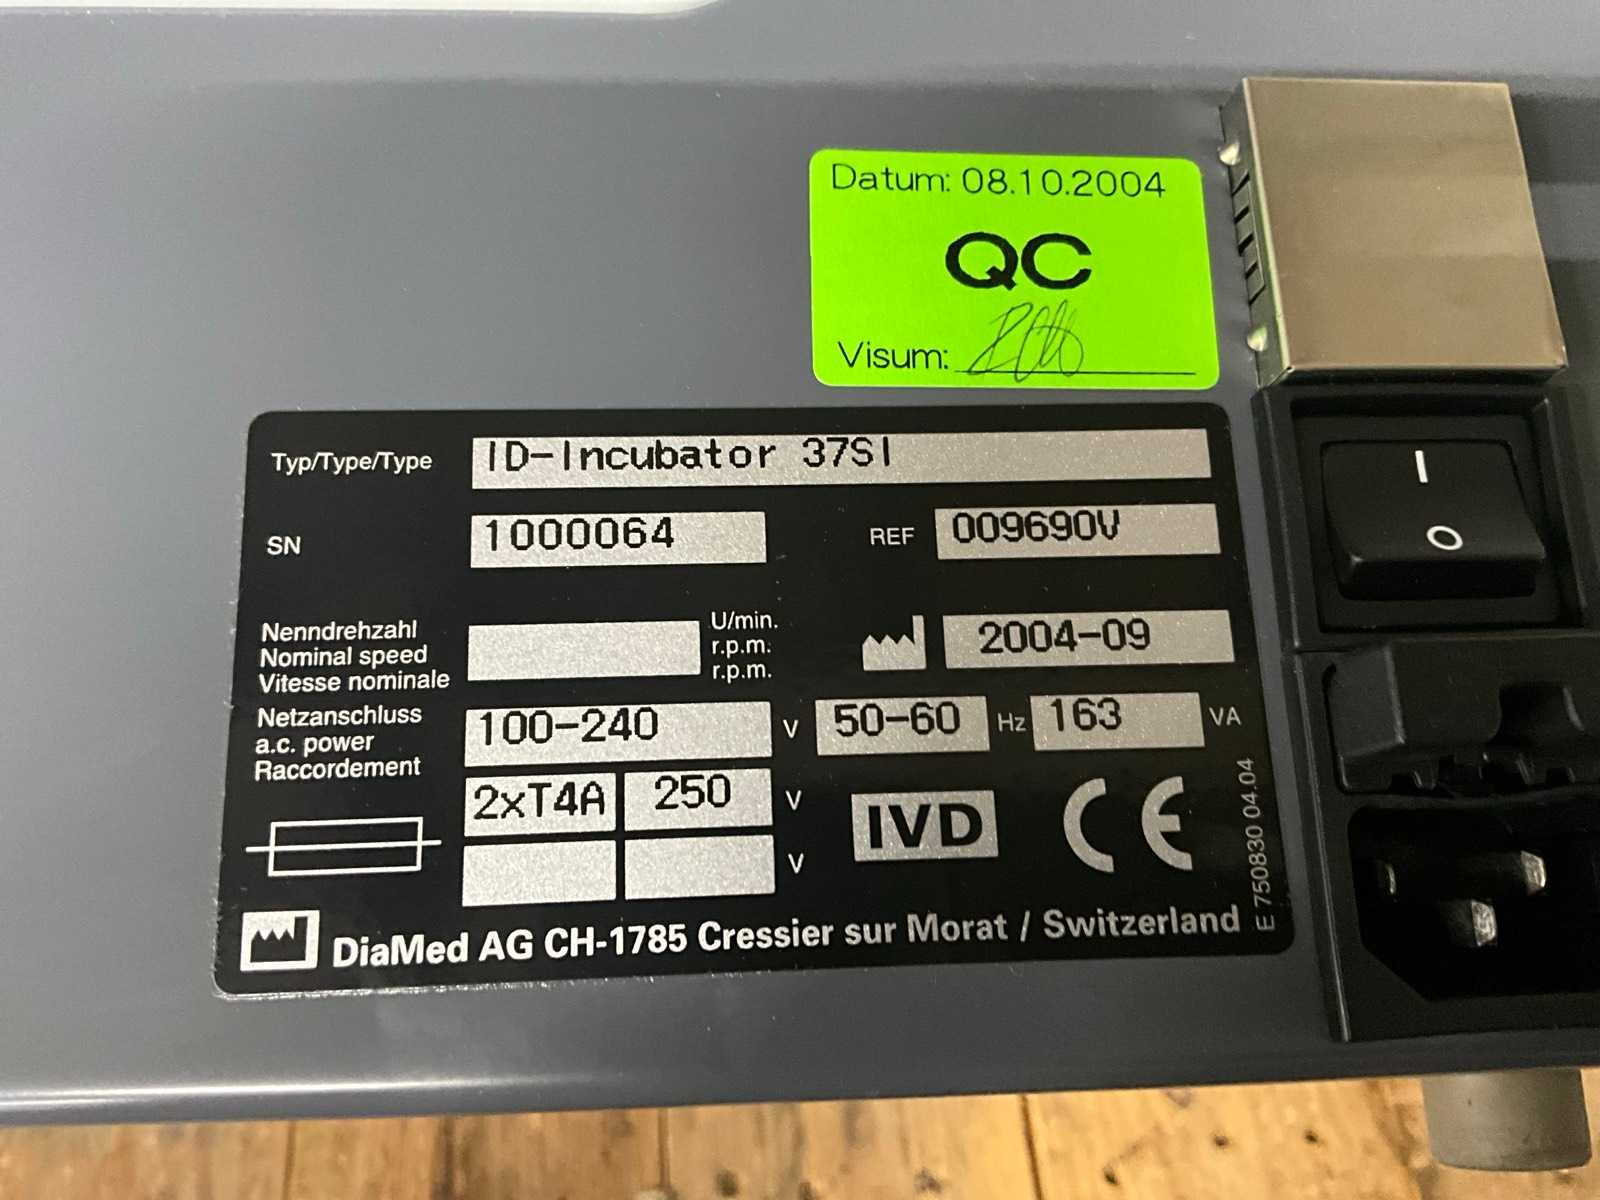 Datum: 08.10.2004
QC
Visum:
Typ/Type/Type ID-Incubator 37SI
SN 1000064 REF 009690V
Nenndrehzahl U/min.
Nominal speed r.p.m.
Vitesse nominale r.p.m.
2004-09
Netzanschluss
a.c. power 100-240 V 50-60 Hz 163 VA
Raccordement
2xT4A 250 V
V
IVD CE
E 750830 04.04
DiaMed AG CH-1785 Cressier sur Morat / Switzerland
I
O